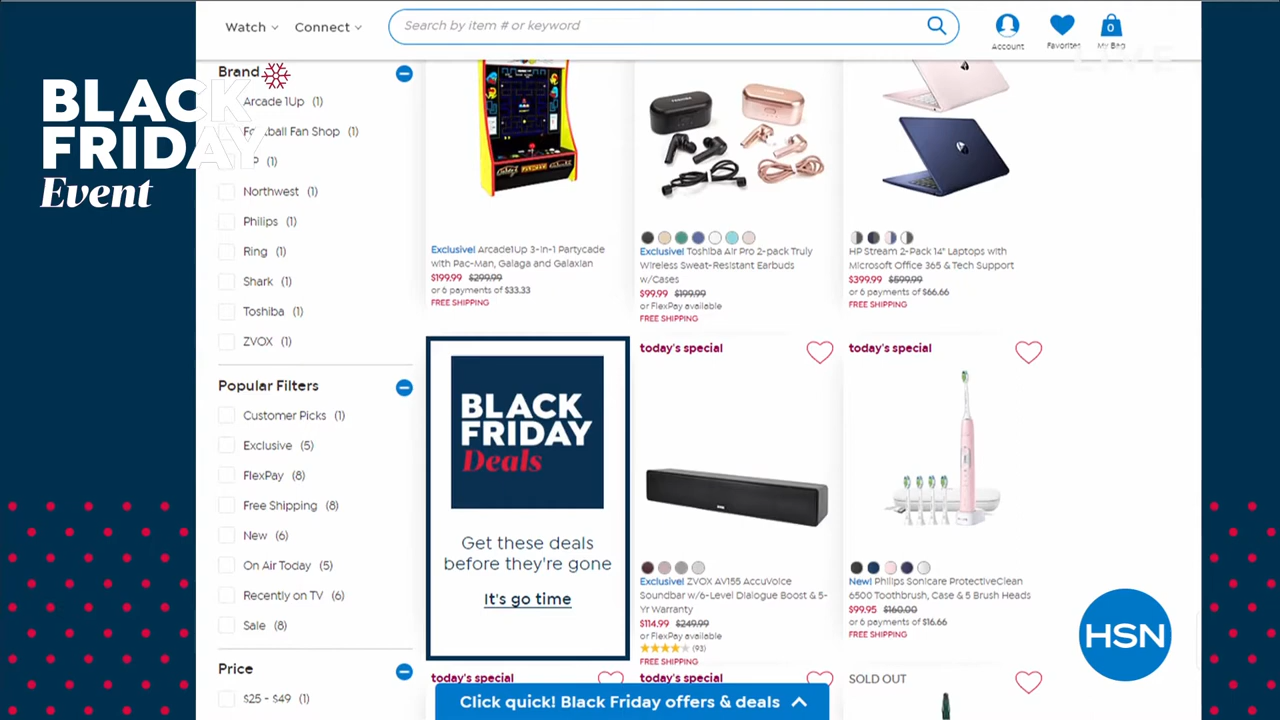 Watch
Connect
Search by item # or keyword
Account
Favorites
0
My Bag
LIVE
BLACK
FRIDAY
Event
Brand
Arcade 1Up (1)
Football Fan Shop (1)
(1)
Northwest (1)
Philips (1)
Ring (1)
Shark (1)
Toshiba (1)
ZVOX (1)
Popular Filters
Customer Picks (1)
Exclusive (5)
FlexPay (8)
Free Shipping (8)
New (6)
On Air Today (5)
Recently on TV (6)
Sale (8)
Price
$25 - $49 (1)
Exclusive! Arcade1Up 3-in-1 Partycade
with Pac-Man, Galaga and Galaxian
$199.99 $299.99
or 6 payments of $33.33
FREE SHIPPING
TOSHIBA
Exclusive! Toshiba Air Pro 2-pack Truly
Wireless Sweat-Resistant Earbuds
w/Cases
$99.99 $199.99
or FlexPay available
FREE SHIPPING
HP Stream 2-Pack 14" Laptops with
Microsoft Office 365 & Tech Support
$399.99 $599.99
or 6 payments of $66.66
FREE SHIPPING
BLACK
FRIDAY
Deals
Get these deals
before they're gone
It's go time
today's special
Exclusive! ZVOX AV155 AccuVoice
Soundbar w/6-Level Dialogue Boost & 5-
Yr Warranty
$114.99 $249.99
or FlexPay available
(93)
FREE SHIPPING
today's special
New! Philips Sonicare ProtectiveClean
6500 Toothbrush, Case & 5 Brush Heads
$99.95 $160.00
or 6 payments of $16.66
FREE SHIPPING
HSN
today's special
today's special
SOLD OUT
Click quick! Black Friday offers & deals